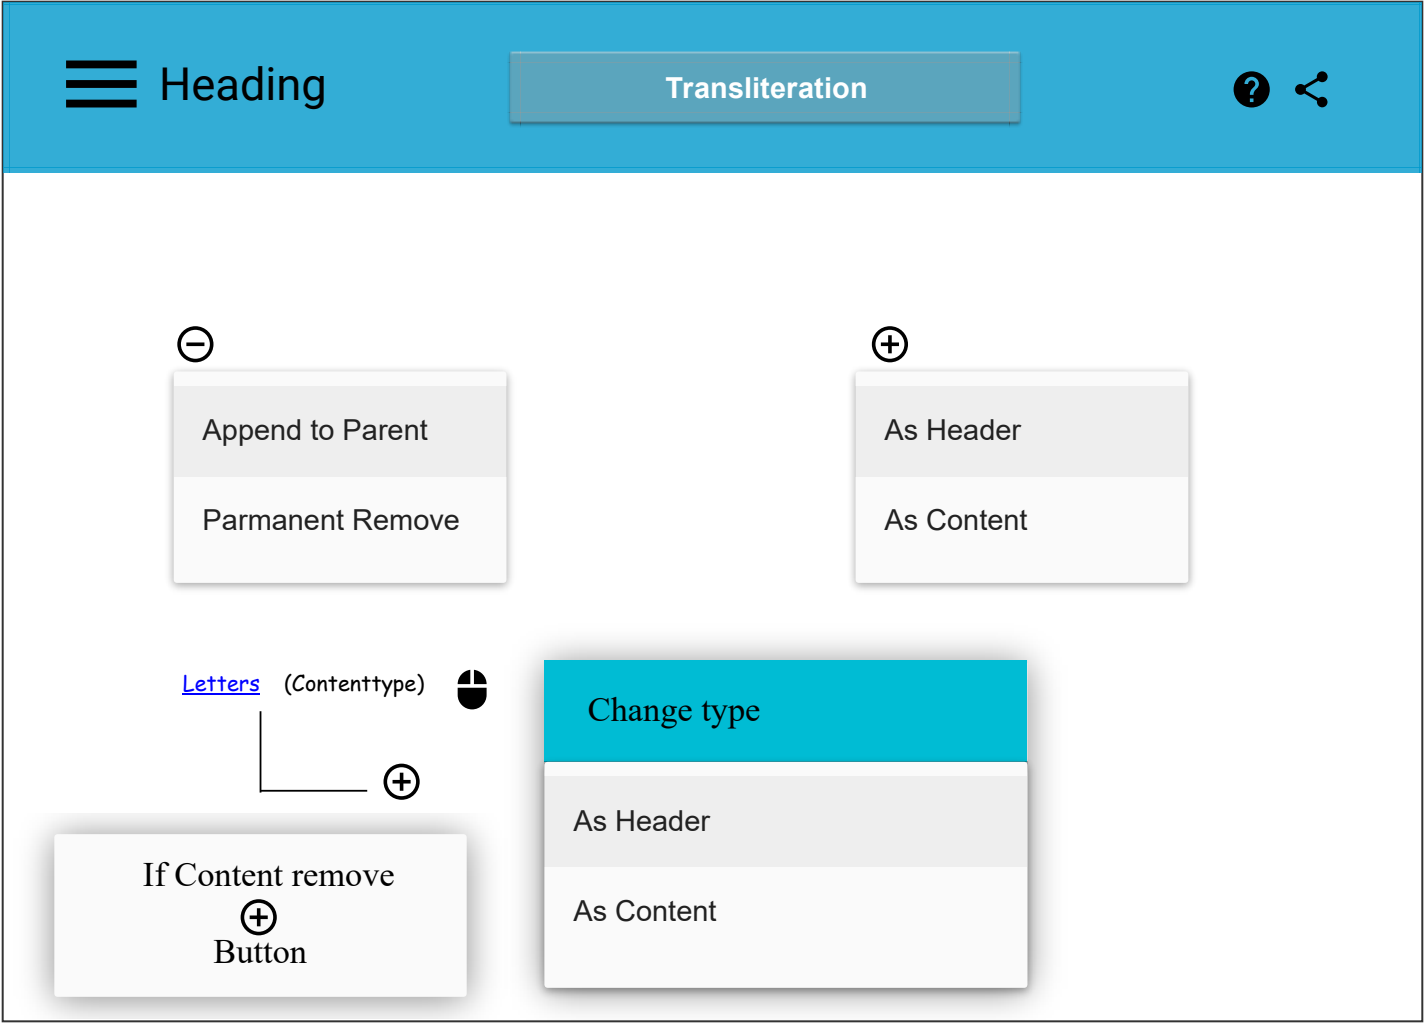 Heading
Transliteration
Append to Parent
Parmanent Remove
As Header
As Content
Letters (Contenttype)
If Content remove
Button
Change type
As Header
As Content